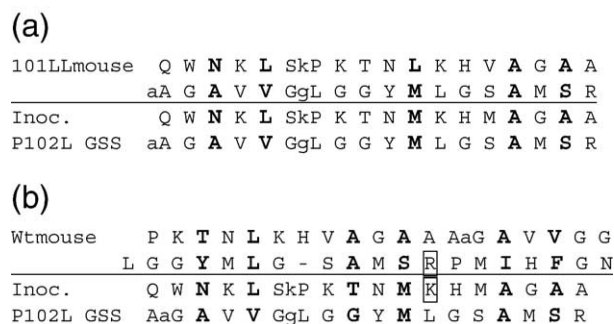 (a)
101LLmouse Q W N K L SkP K T N L K H V A G A A
aA G A V V GgL G G Y M L G S A M S R
Inoc. Q W N K L SkP K T N M K H M A G A A
P102L GSS aA G A V V GgL G G Y M L G S A M S R
(b)
Wtmouse P K T N L K H V A G A A AaG A V V G G
L G G Y M L G - S A M S R P M I H F G N
Inoc. Q W N K L SkP K T N M K H M A G A A
P102L GSS AaG A V V GgL G G Y M L G S A M S R